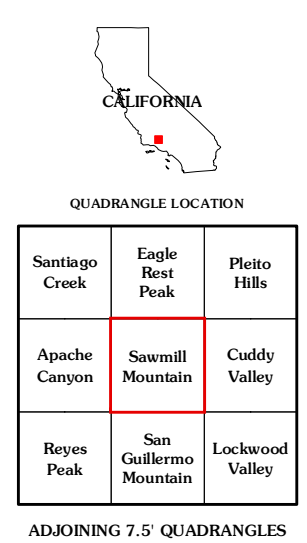 CALIFORNIA
QUADRANGLE LOCATION
Santiago
Creek
Eagle
Rest
Peak
Pleito
Hills
Apache
Canyon
Sawmill
Mountain
Cuddy
Valley
Reyes
Peak
San
Guillermo
Mountain
Lockwood
Valley
ADJOINING 7.5' QUADRANGLES